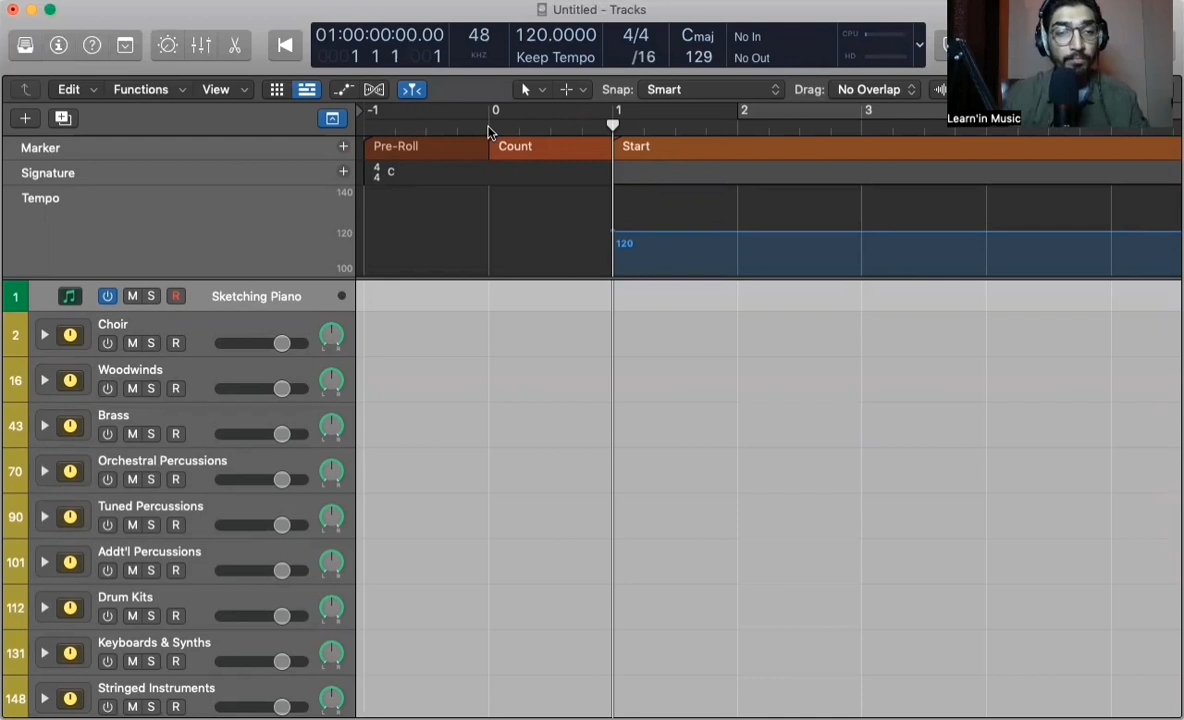 Untitled - Tracks
01:00:00:00.00
1 1 1 1
48
KHZ
120.0000
Keep Tempo
4/4
/16
Cmaj
129
No In
No Out
CPU
HD
Edit
Functions
View
Snap:
Smart
Drag:
No Overlap
Learn'in Music
-1
0
1
2
3
Marker
Pre-Roll
Count
Start
Signature
4
4
C
Tempo
140
120
100
120
1
M S R
Sketching Piano
2
Choir
M S R
16
Woodwinds
M S R
43
Brass
M S R
70
Orchestral Percussions
M S R
90
Tuned Percussions
M S R
101
Addt'l Percussions
M S R
112
Drum Kits
M S R
131
Keyboards & Synths
M S R
148
Stringed Instruments
M S R